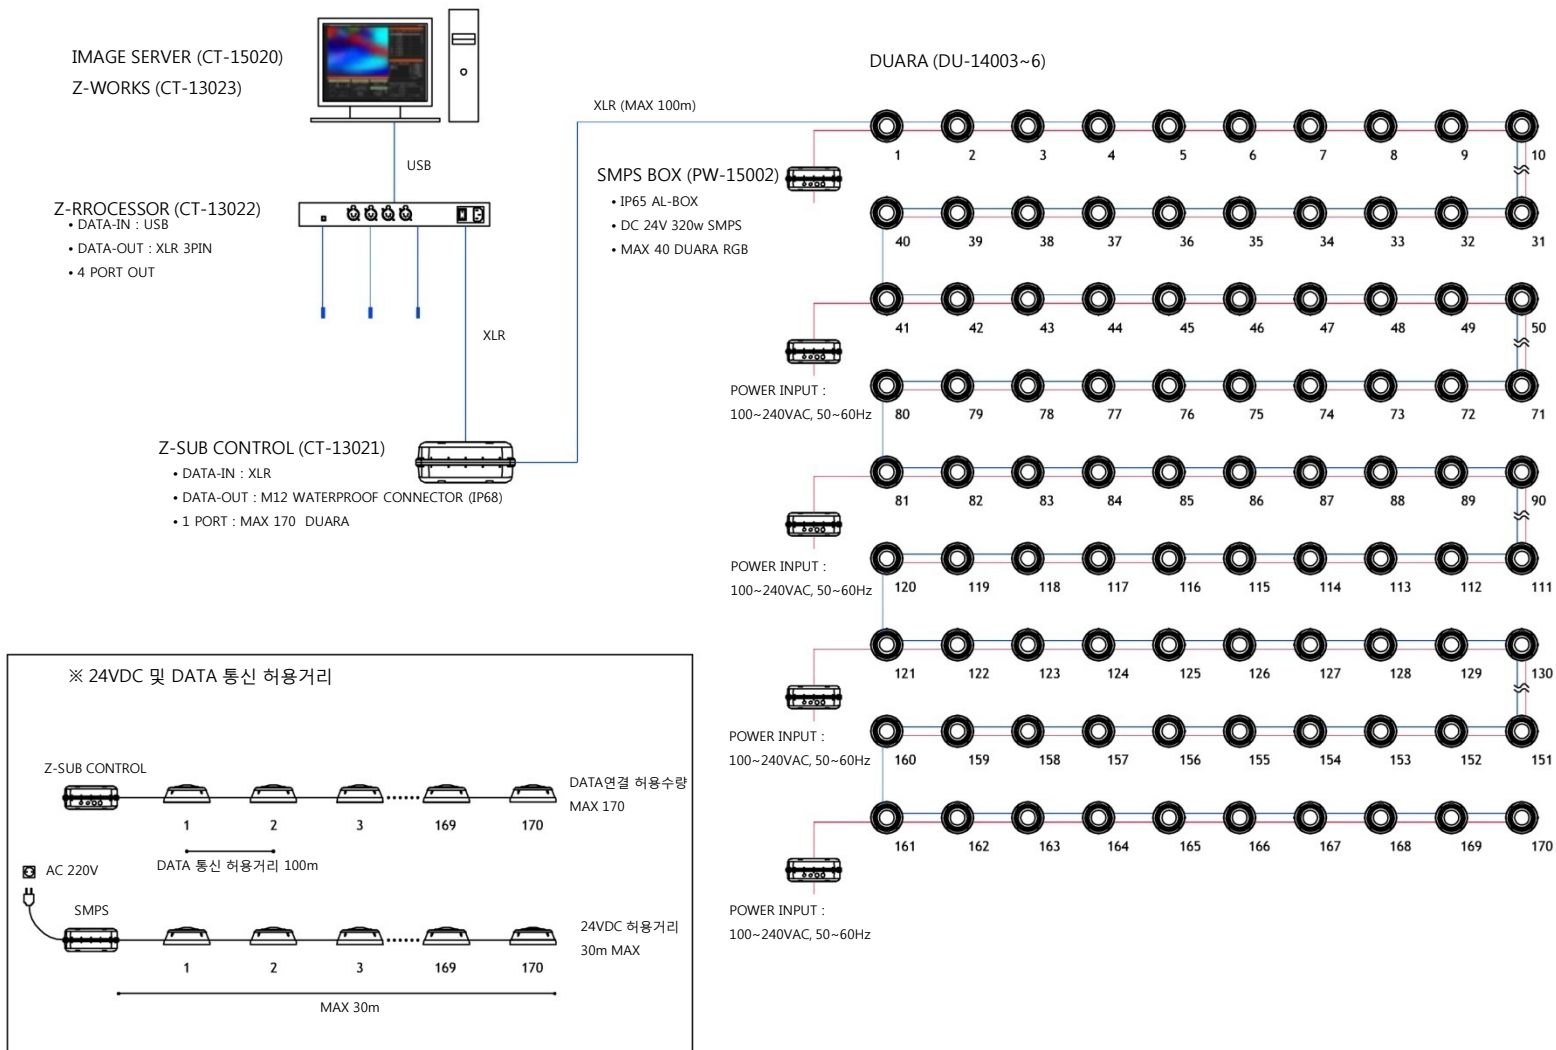 IMAGE SERVER (CT-15020)
Z-WORKS (CT-13023)
USB
Z-RROCESSOR (CT-13022)
• DATA-IN : USB
• DATA-OUT : XLR 3PIN
• 4 PORT OUT
XLR
Z-SUB CONTROL (CT-13021)
• DATA-IN : XLR
• DATA-OUT : M12 WATERPROOF CONNECTOR (IP68)
• 1 PORT : MAX 170 DUARA
XLR (MAX 100m)
SMPS BOX (PW-15002)
• IP65 AL-BOX
• DC 24V 320w SMPS
• MAX 40 DUARA RGB
DUARA (DU-14003~6)
1 2 3 4 5 6 7 8 9 10
40 39 38 37 36 35 34 33 32 31
41 42 43 44 45 46 47 48 49 50
POWER INPUT :
100~240VAC, 50~60Hz
80 79 78 77 76 75 74 73 72 71
81 82 83 84 85 86 87 88 89 90
POWER INPUT :
100~240VAC, 50~60Hz
120 119 118 117 116 115 114 113 112 111
121 122 123 124 125 126 127 128 129 130
POWER INPUT :
100~240VAC, 50~60Hz
160 159 158 157 156 155 154 153 152 151
161 162 163 164 165 166 167 168 169 170
POWER INPUT :
100~240VAC, 50~60Hz
※ 24VDC 및 DATA 통신 허용거리
Z-SUB CONTROL
1 2 3 169 170
DATA연결 허용수량
MAX 170
DATA 통신 허용거리 100m
AC 220V
SMPS
1 2 3 169 170
24VDC 허용거리
30m MAX
MAX 30m